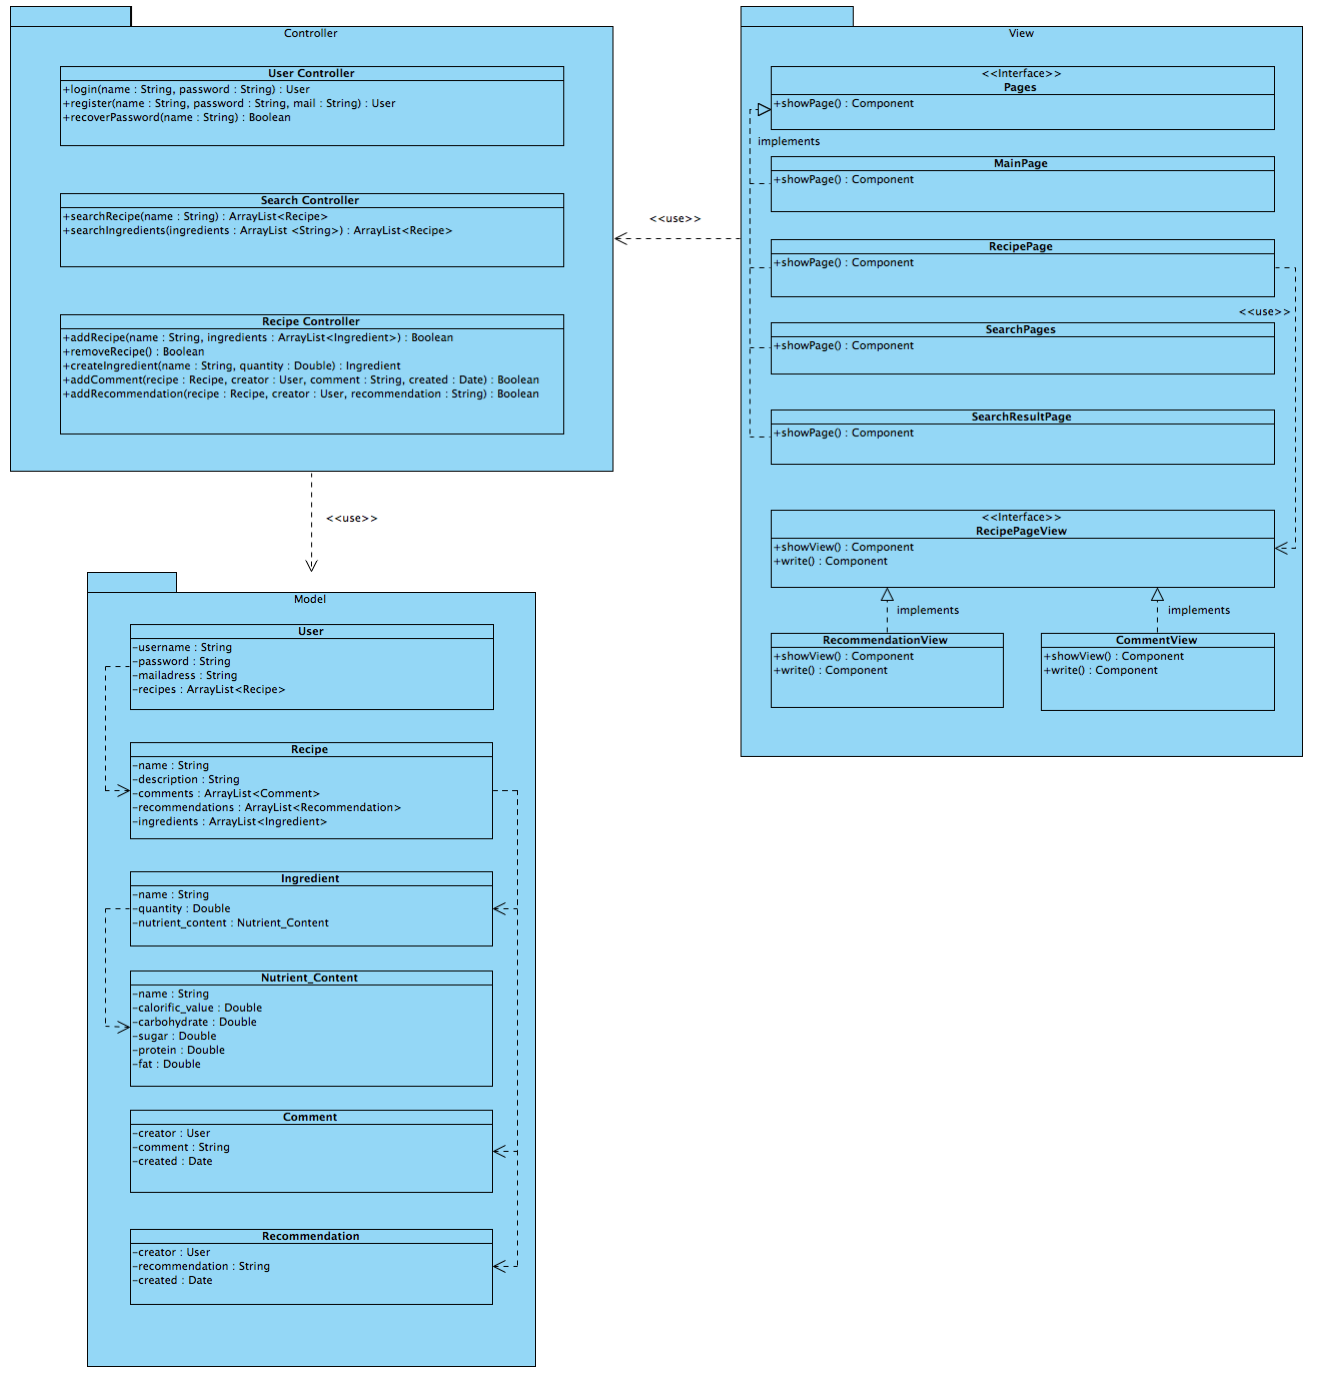 Controller
User Controller
+login(name : String, password : String) : User
+register(name : String, password : String, mail : String) : User
+recoverPassword(name : String) : Boolean
Search Controller
+searchRecipe(name : String) : ArrayList<Recipe>
+searchIngredients(ingredients : ArrayList <String>) : ArrayList<Recipe>
Recipe Controller
+addRecipe(name : String, ingredients : ArrayList<Ingredient>) : Boolean
+removeRecipe() : Boolean
+createIngredient(name : String, quantity : Double) : Ingredient
+addComment(recipe : Recipe, creator : User, comment : String, created : Date) : Boolean
+addRecommendation(recipe : Recipe, creator : User, recommendation : String) : Boolean
<<use>>
View
<<Interface>>
Pages
+showPage() : Component
implements
MainPage
+showPage() : Component
RecipePage
+showPage() : Component
<<use>>
SearchPages
+showPage() : Component
SearchResultPage
+showPage() : Component
<<Interface>>
RecipePageView
+showView() : Component
+write() : Component
implements
implements
RecommendationView
+showView() : Component
+write() : Component
CommentView
+showView() : Component
+write() : Component
<<use>>
Model
User
-username : String
-password : String
-mailadress : String
-recipes : ArrayList<Recipe>
Recipe
-name : String
-description : String
-comments : ArrayList<Comment>
-recommendations : ArrayList<Recommendation>
-ingredients : ArrayList<Ingredient>
Ingredient
-name : String
-quantity : Double
-nutrient_content : Nutrient_Content
Nutrient_Content
-name : String
-calorific_value : Double
-carbohydrate : Double
-sugar : Double
-protein : Double
-fat : Double
Comment
-creator : User
-comment : String
-created : Date
Recommendation
-creator : User
-recommendation : String
-created : Date